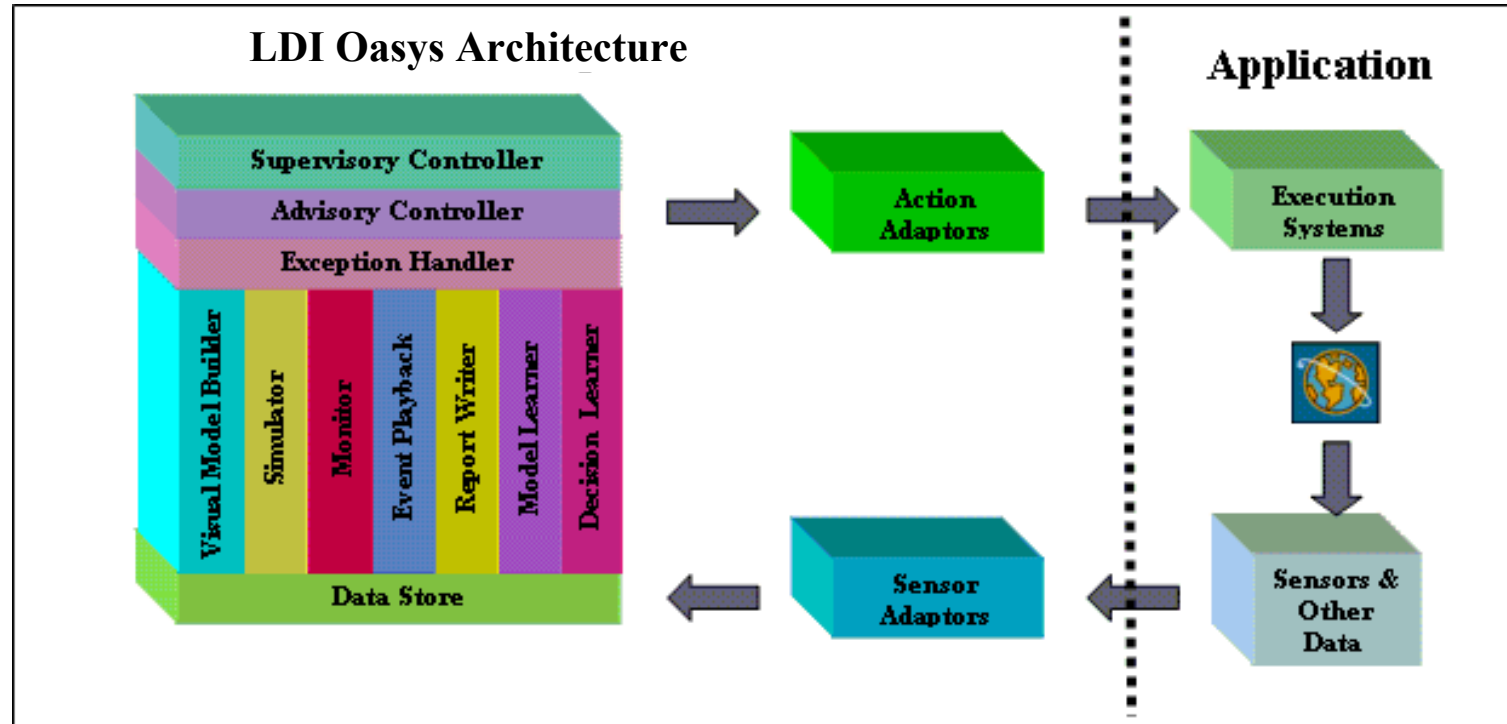 LDI Oasys Architecture
Application
Supervisory Controller
Advisory Controller
Exception Handler
Visual Model Builder
Simulator
Monitor
Event Playback
Report Writer
Model Learner
Decision Learner
Data Store
Action
Adaptors
Sensor
Adaptors
Execution
Systems
Sensors &
Other
Data